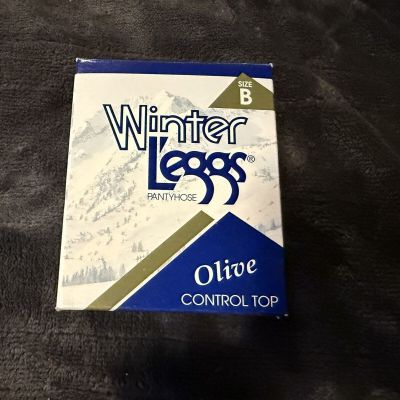 SIZE
B
Winter
L'eggs®
PANTYHOSE
Olive
CONTROL TOP